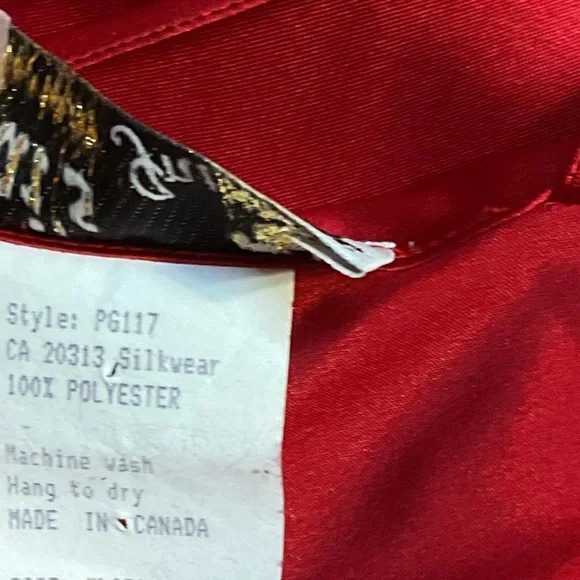 Style: PG117
CA 20313 Silkwear
100% POLYESTER
Machine wash
Hang to dry
MADE IN CANADA